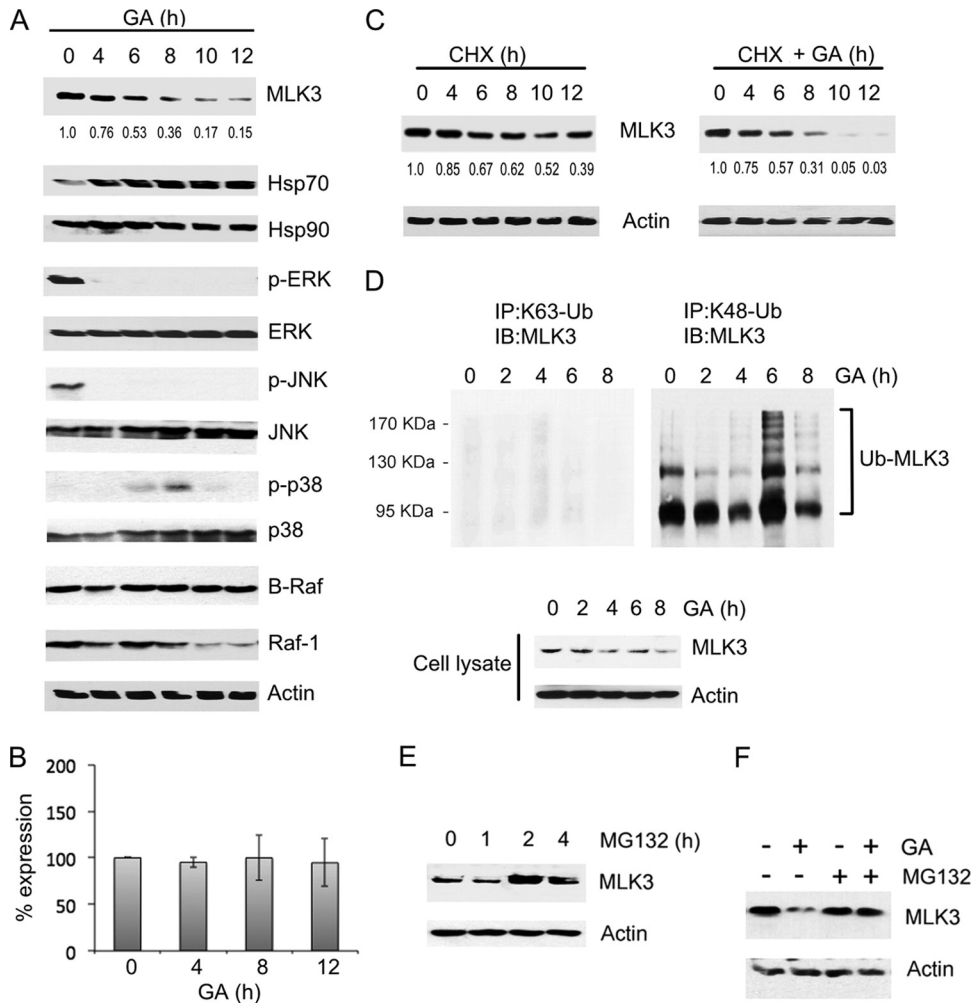 A
GA (h)
0 4 6 8 10 12
MLK3
1.0 0.76 0.53 0.36 0.17 0.15
Hsp70
Hsp90
p-ERK
ERK
p-JNK
JNK
p-p38
p38
B-Raf
Raf-1
Actin
B
% expression
200
150
100
50
0
0 4 8 12
GA (h)
C
CHX (h)
0 4 6 8 10 12
CHX + GA (h)
0 4 6 8 10 12
MLK3
1.0 0.85 0.67 0.62 0.52 0.39
1.0 0.75 0.57 0.31 0.05 0.03
Actin
D
IP:K63-Ub
IB:MLK3
IP:K48-Ub
IB:MLK3
0 2 4 6 8
0 2 4 6 8 GA (h)
170 KDa -
130 KDa -
95 KDa -
Ub-MLK3
0 2 4 6 8 GA (h)
Cell lysate
MLK3
Actin
E
0 1 2 4 MG132 (h)
MLK3
Actin
F
- + - + GA
- - + + MG132
MLK3
Actin